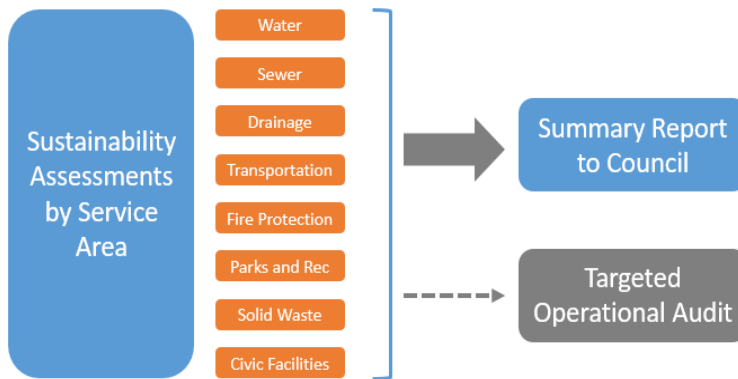 Sustainability
Assessments
by Service
Area
Water
Sewer
Drainage
Transportation
Fire Protection
Parks and Rec
Solid Waste
Civic Facilities
Summary Report
to Council
Targeted
Operational Audit